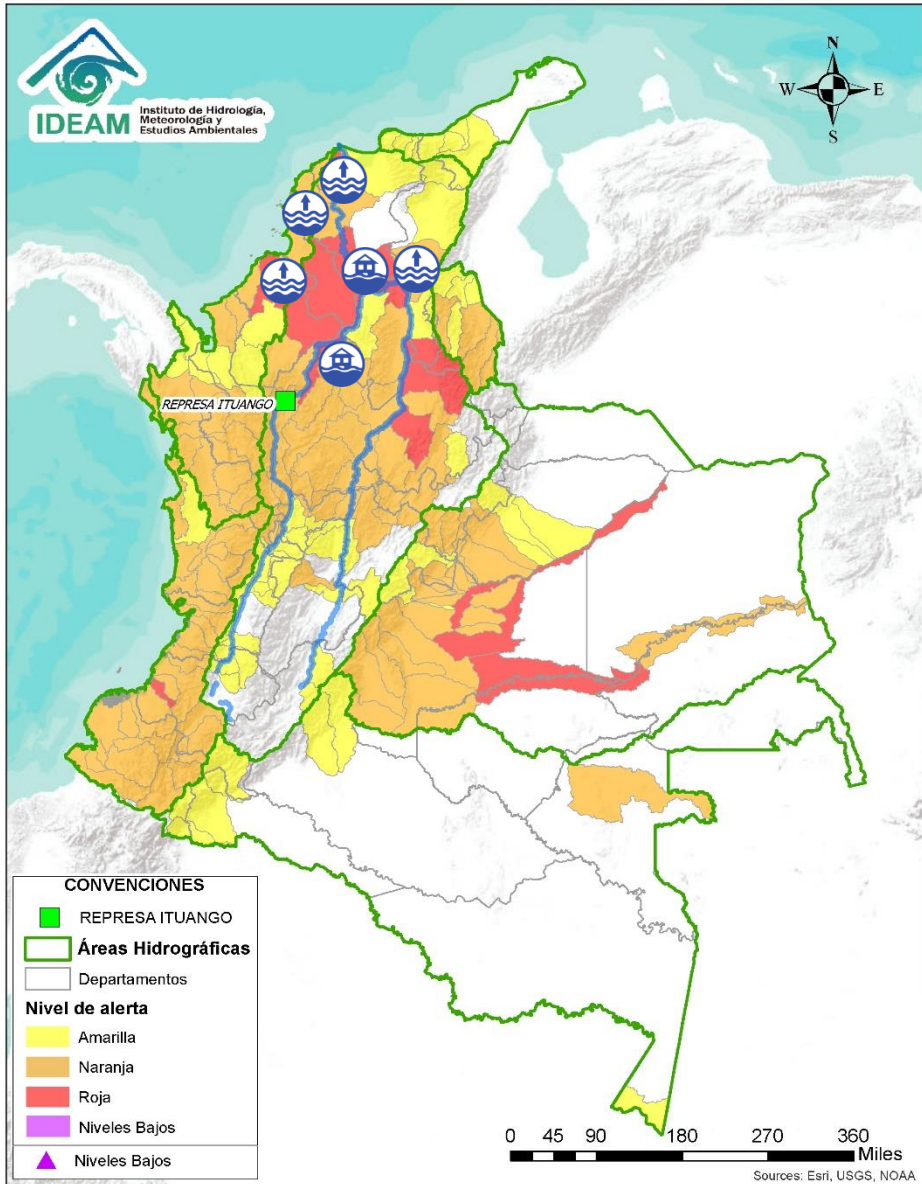 IDEAM
Instituto de Hidrología,
Meteorología y
Estudios Ambientales
N
W
E
S
REPRESA ITUANGO
CONVENCIONES
REPRESA ITUANGO
Áreas Hidrográficas
Departamentos
Nivel de alerta
Amarilla
Naranja
Roja
Niveles Bajos
Niveles Bajos
0 45 90 180 270 360
Miles
Sources: Esri, USGS, NOAA